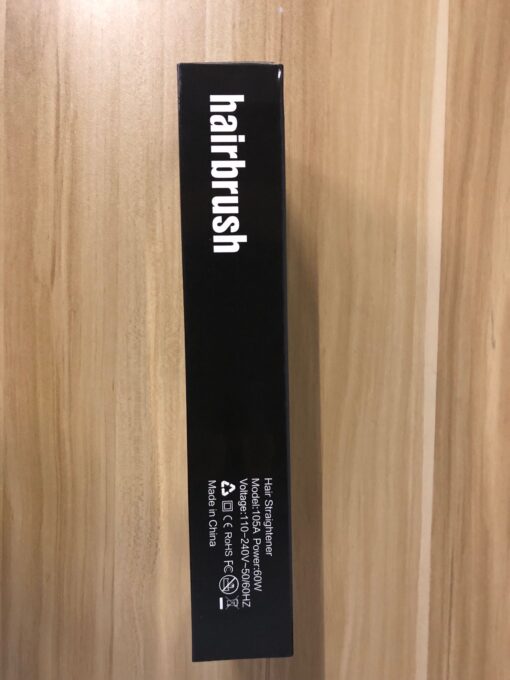 hairbrush
Hair Straightener
Model:105A Power:60W
Voltage:110-240V~50/60HZ
CE RoHS FC
Made in China